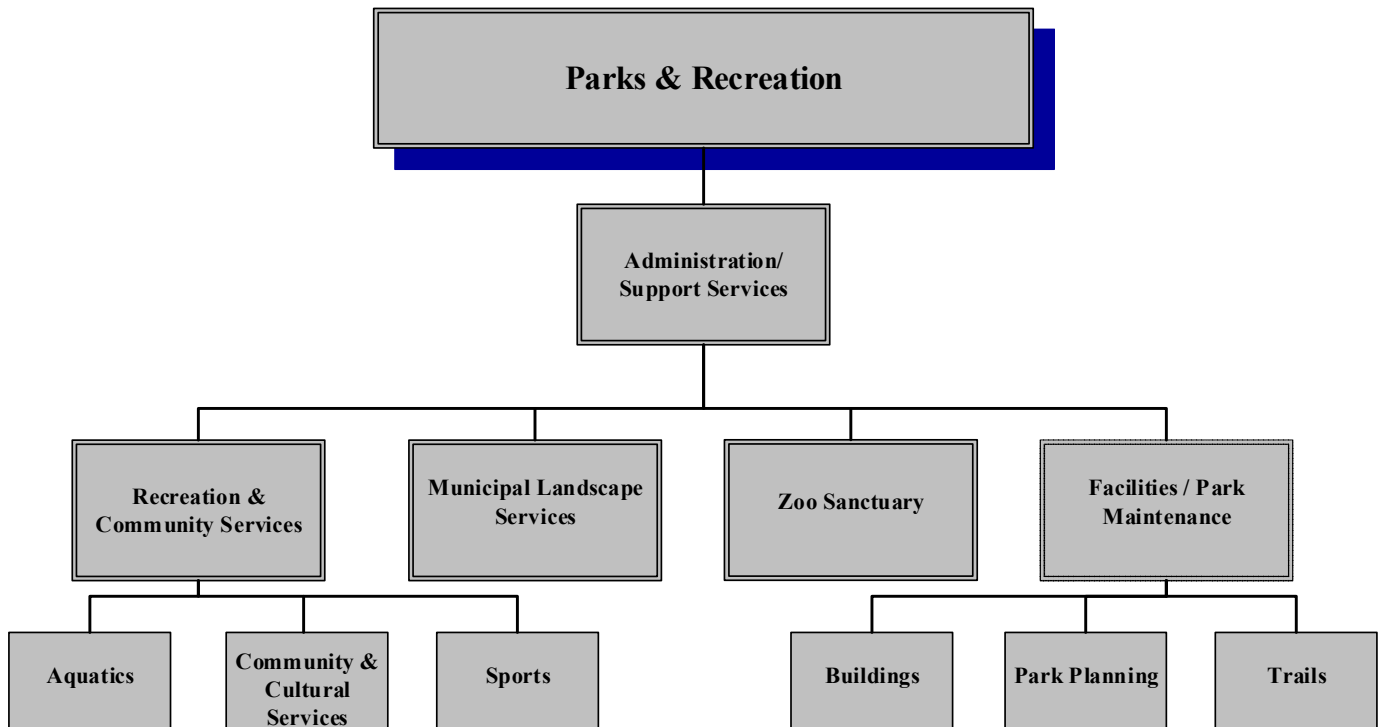 Parks & Recreation
Administration/
Support Services
Recreation &
Community Services
Municipal Landscape
Services
Zoo Sanctuary
Facilities / Park
Maintenance
Aquatics
Community &
Cultural
Services
Sports
Buildings
Park Planning
Trails